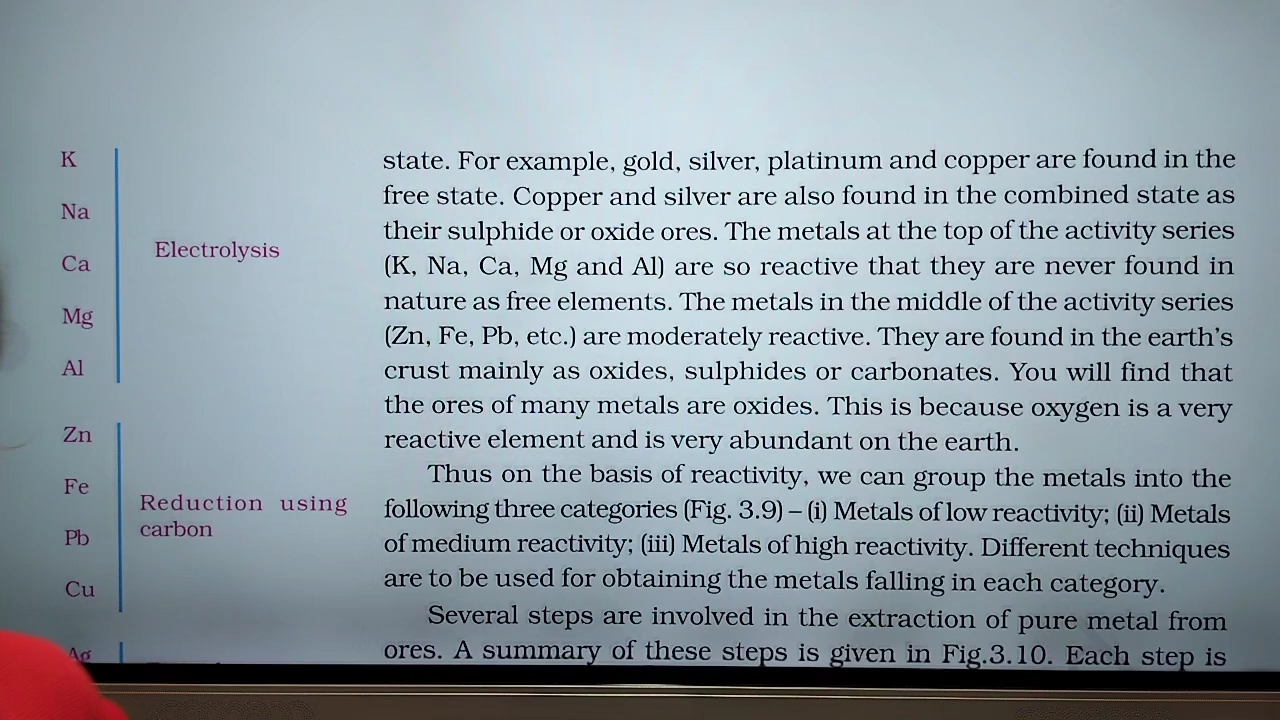 K
Na
Ca
Mg
Al
Electrolysis
Zn
Fe
Pb
Cu
Reduction using
carbon
Ag
state. For example, gold, silver, platinum and copper are found in the
free state. Copper and silver are also found in the combined state as
their sulphide or oxide ores. The metals at the top of the activity series
(K, Na, Ca, Mg and Al) are so reactive that they are never found in
nature as free elements. The metals in the middle of the activity series
(Zn, Fe, Pb, etc.) are moderately reactive. They are found in the earth's
crust mainly as oxides, sulphides or carbonates. You will find that
the ores of many metals are oxides. This is because oxygen is a very
reactive element and is very abundant on the earth.
Thus on the basis of reactivity, we can group the metals into the
following three categories (Fig. 3.9) – (i) Metals of low reactivity; (ii) Metals
of medium reactivity; (iii) Metals of high reactivity. Different techniques
are to be used for obtaining the metals falling in each category.
Several steps are involved in the extraction of pure metal from
ores. A summary of these steps is given in Fig.3.10. Each step is